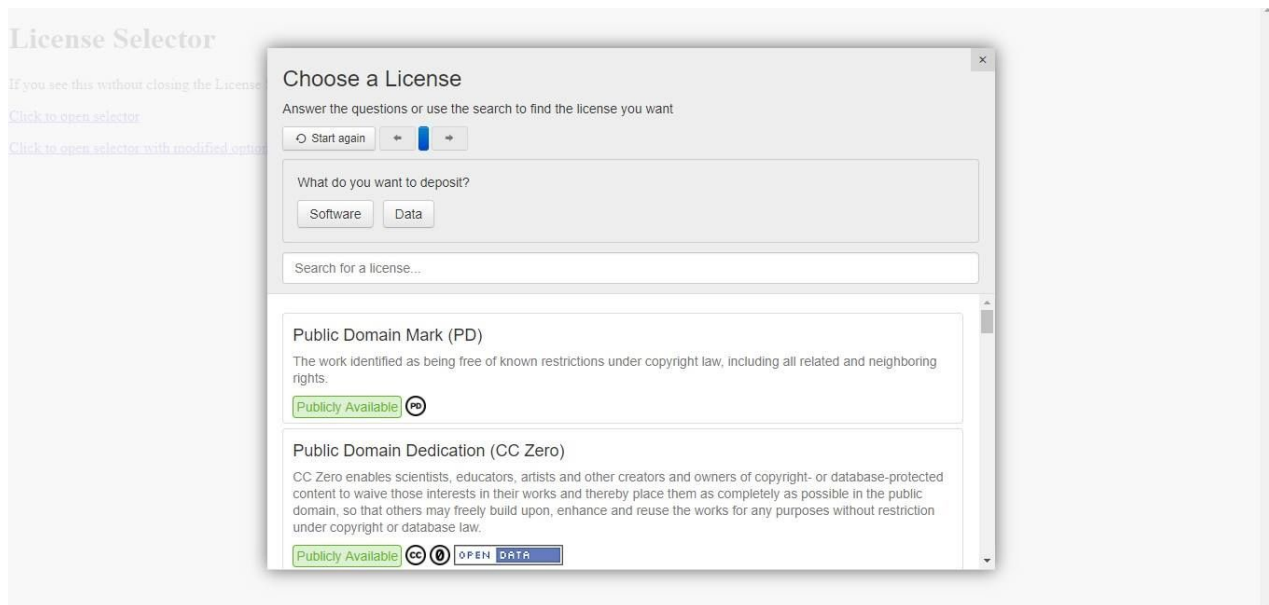 License Selector
If you see this without closing the License
Click to open selector
Click to open selector with modified option
×
Choose a License
Answer the questions or use the search to find the license you want
Start again
What do you want to deposit?
Software Data
Search for a license...
Public Domain Mark (PD)
The work identified as being free of known restrictions under copyright law, including all related and neighboring
rights.
Publicly Available PD
Public Domain Dedication (CC Zero)
CC Zero enables scientists, educators, artists and other creators and owners of copyright- or database-protected
content to waive those interests in their works and thereby place them as completely as possible in the public
domain, so that others may freely build upon, enhance and reuse the works for any purposes without restriction
under copyright or database law.
Publicly Available cc 0 OPEN DATA